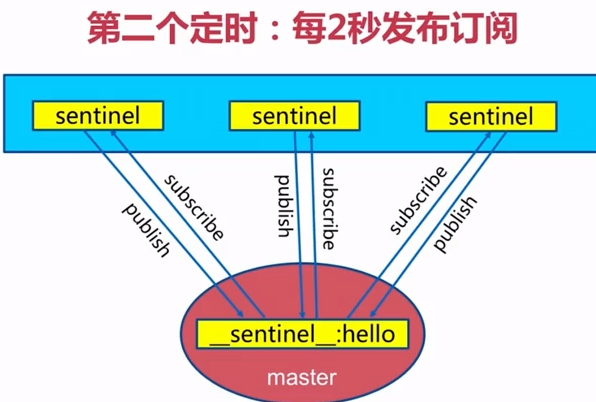 第二个定时：每2秒发布订阅
sentinel
sentinel
sentinel
publish
subscribe
publish
subscribe
subscribe
publish
__sentinel__:hello
master